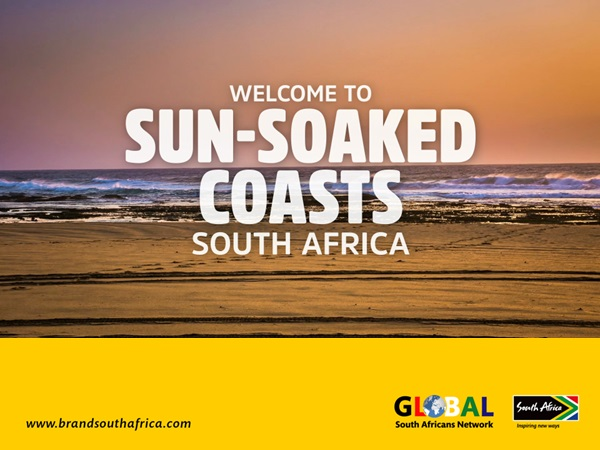 WELCOME TO
SUN-SOAKED
COASTS
SOUTH AFRICA
www.brandsouthafrica.com
GLOBAL
South Africans Network
South Africa
Inspiring new ways